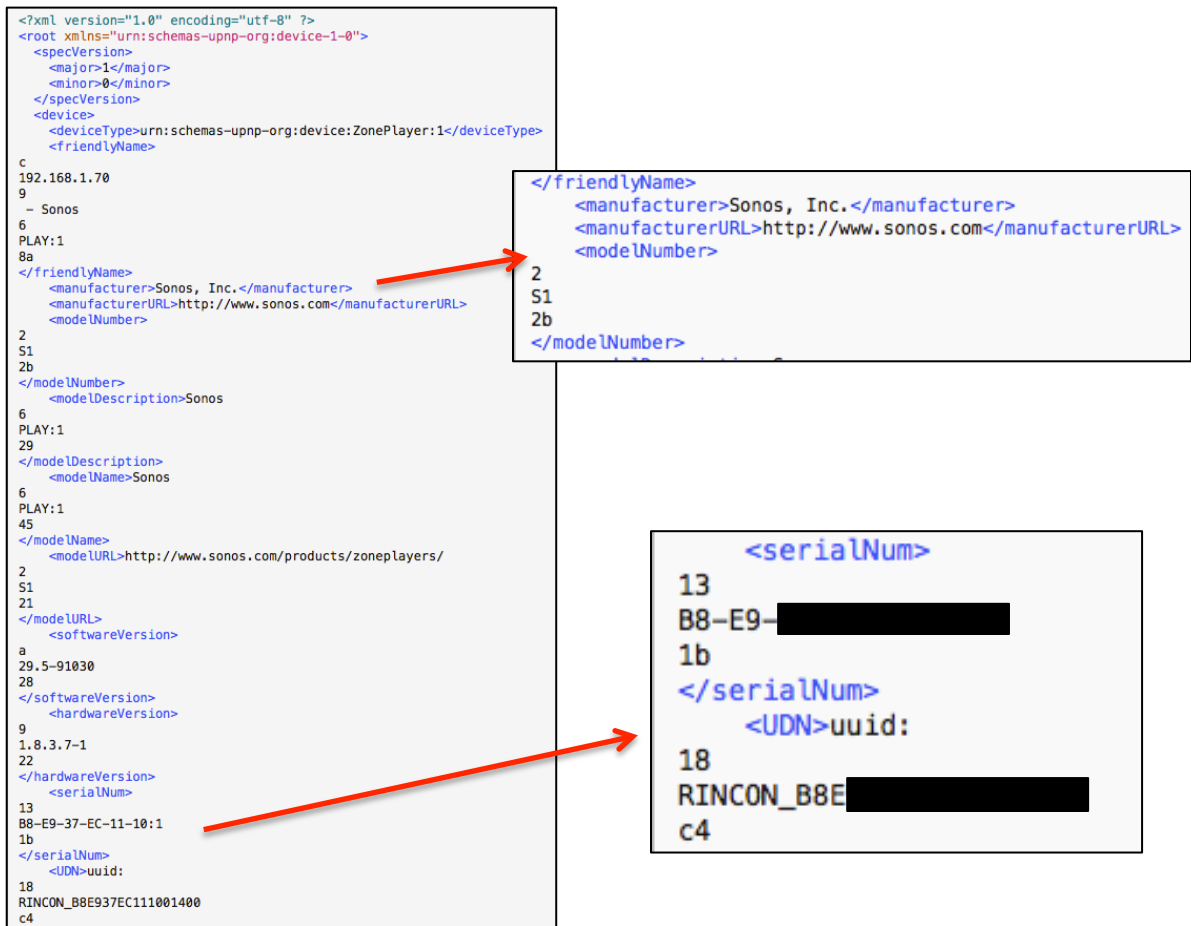 <?xml version="1.0" encoding="utf-8" ?>
<root xmlns="urn:schemas-upnp-org:device-1-0">
<specVersion>
<major>1</major>
<minor>0</minor>
</specVersion>
<device>
<deviceType>urn:schemas-upnp-org:device:ZonePlayer:1</deviceType>
<friendlyName>
c
192.168.1.70
9
– Sonos
6
PLAY:1
8a
</friendlyName>
<manufacturer>Sonos, Inc.</manufacturer>
<manufacturerURL>http://www.sonos.com</manufacturerURL>
<modelNumber>
2
S1
2b
</modelNumber>
<modelDescription>Sonos
6
PLAY:1
29
</modelDescription>
<modelName>Sonos
6
PLAY:1
45
</modelName>
<modelURL>http://www.sonos.com/products/zoneplayers/
2
S1
21
</modelURL>
<softwareVersion>
a
29.5-91030
28
</softwareVersion>
<hardwareVersion>
9
1.8.3.7-1
22
</hardwareVersion>
<serialNum>
13
B8-E9-37-EC-11-10:1
1b
</serialNum>
<UDN>uuid:
18
RINCON_B8E937EC111001400
c4
</friendlyName>
<manufacturer>Sonos, Inc.</manufacturer>
<manufacturerURL>http://www.sonos.com</manufacturerURL>
<modelNumber>
2
S1
2b
</modelNumber>
<serialNum>
13
B8-E9-
1b
</serialNum>
<UDN>uuid:
18
RINCON_B8E
c4